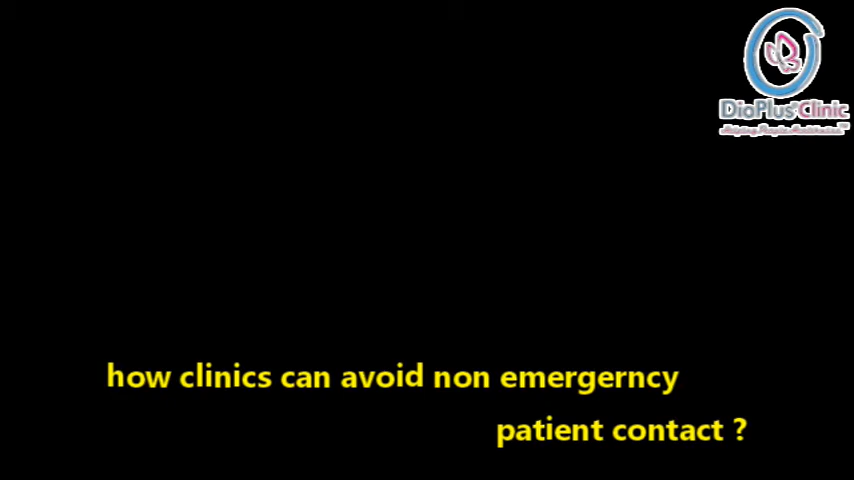 DioPlus Clinic
how clinics can avoid non emergerncy
patient contact ?